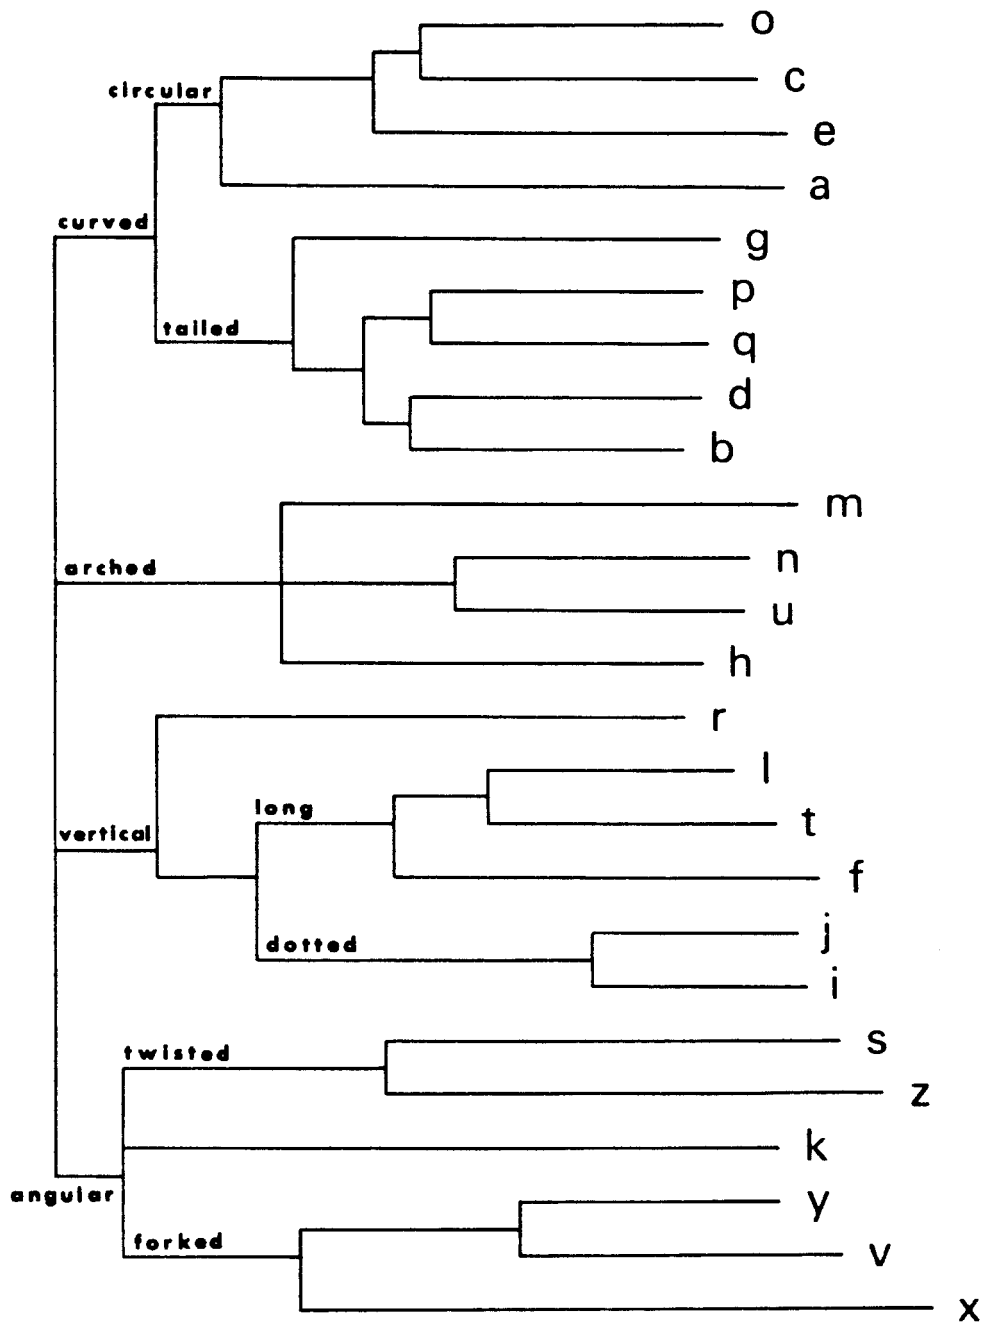 o
circular
c
e
a
curved
g
p
tailed
q
d
b
m
arched
n
u
h
r
l
long
t
vertical
f
dotted
j
i
twisted
s
z
k
angular
y
forked
v
x